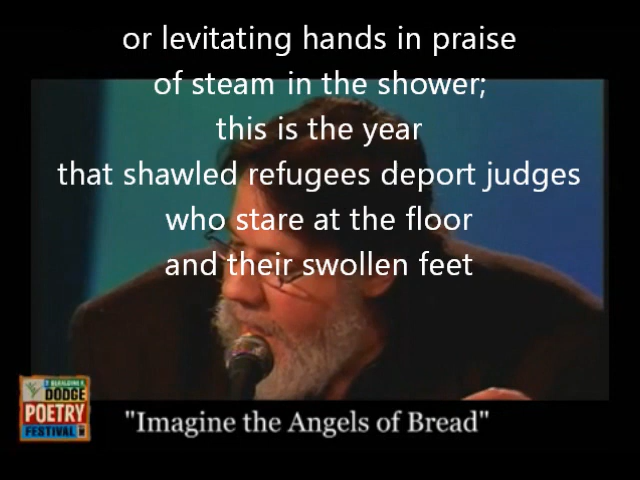 or levitating hands in praise
of steam in the shower;
this is the year
that shawled refugees deport judges
who stare at the floor
and their swollen feet
DODGE
POETRY
FESTIVAL
"Imagine the Angels of Bread"